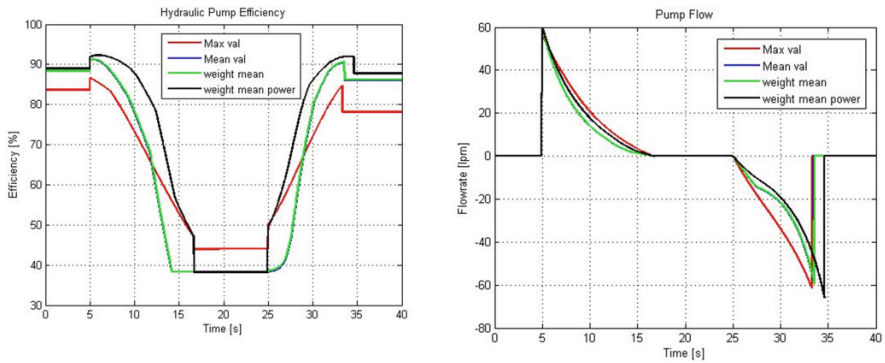 Hydraulic Pump Efficiency
100
90
80
70
60
50
40
30
Efficiency [%]
Max val
Mean val
weight mean
weight mean power
0
5
10
15
20
25
30
35
40
Time [s]
Pump Flow
60
40
20
0
-20
-40
-60
-80
Flowrate [lpm]
Max val
Mean val
weight mean
weight mean power
0
5
10
15
20
25
30
35
40
Time [s]